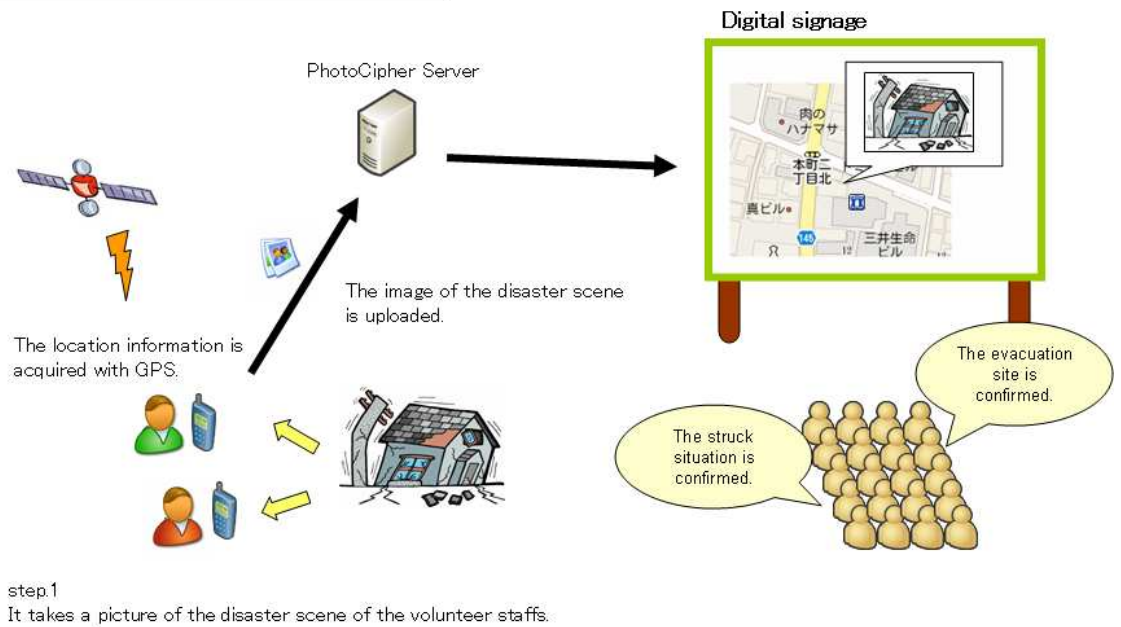 Digital signage
PhotoCipher Server
肉の
ハナマサ
本町二
丁目北
真ビル
145
三井生命
ビル
12
12
The image of the disaster scene
is uploaded.
The location information is
acquired with GPS.
The evacuation
site is
confirmed.
The struck
situation is
confirmed.
step.1
It takes a picture of the disaster scene of the volunteer staffs.